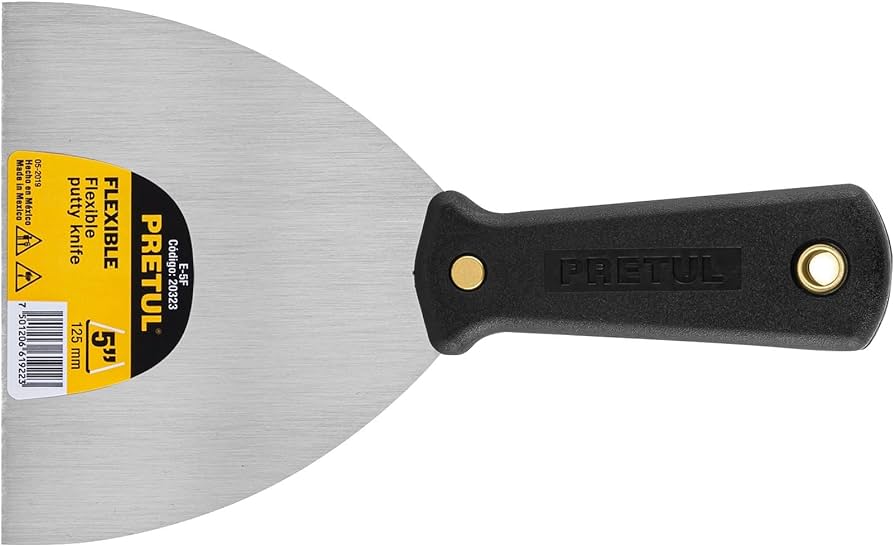 E-5F
Código: 20323
PRETUL®
FLEXIBLE
Flexible
putty knife
5"
125 mm
05-2019
Hecho en México
Made in Mexico
7 501206 619223
PRETUL